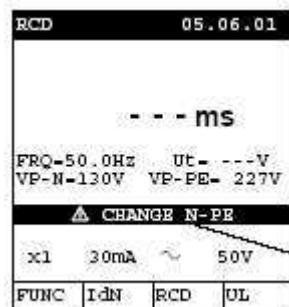 RCD 05.06.01
- - - ms
FRQ=50.0Hz Ut= ---V
VP-N=130V VP-PE= 227V
⚠ CHANGE N-PE
x1 30mA ~ 50V
FUNC IdN RCD UL